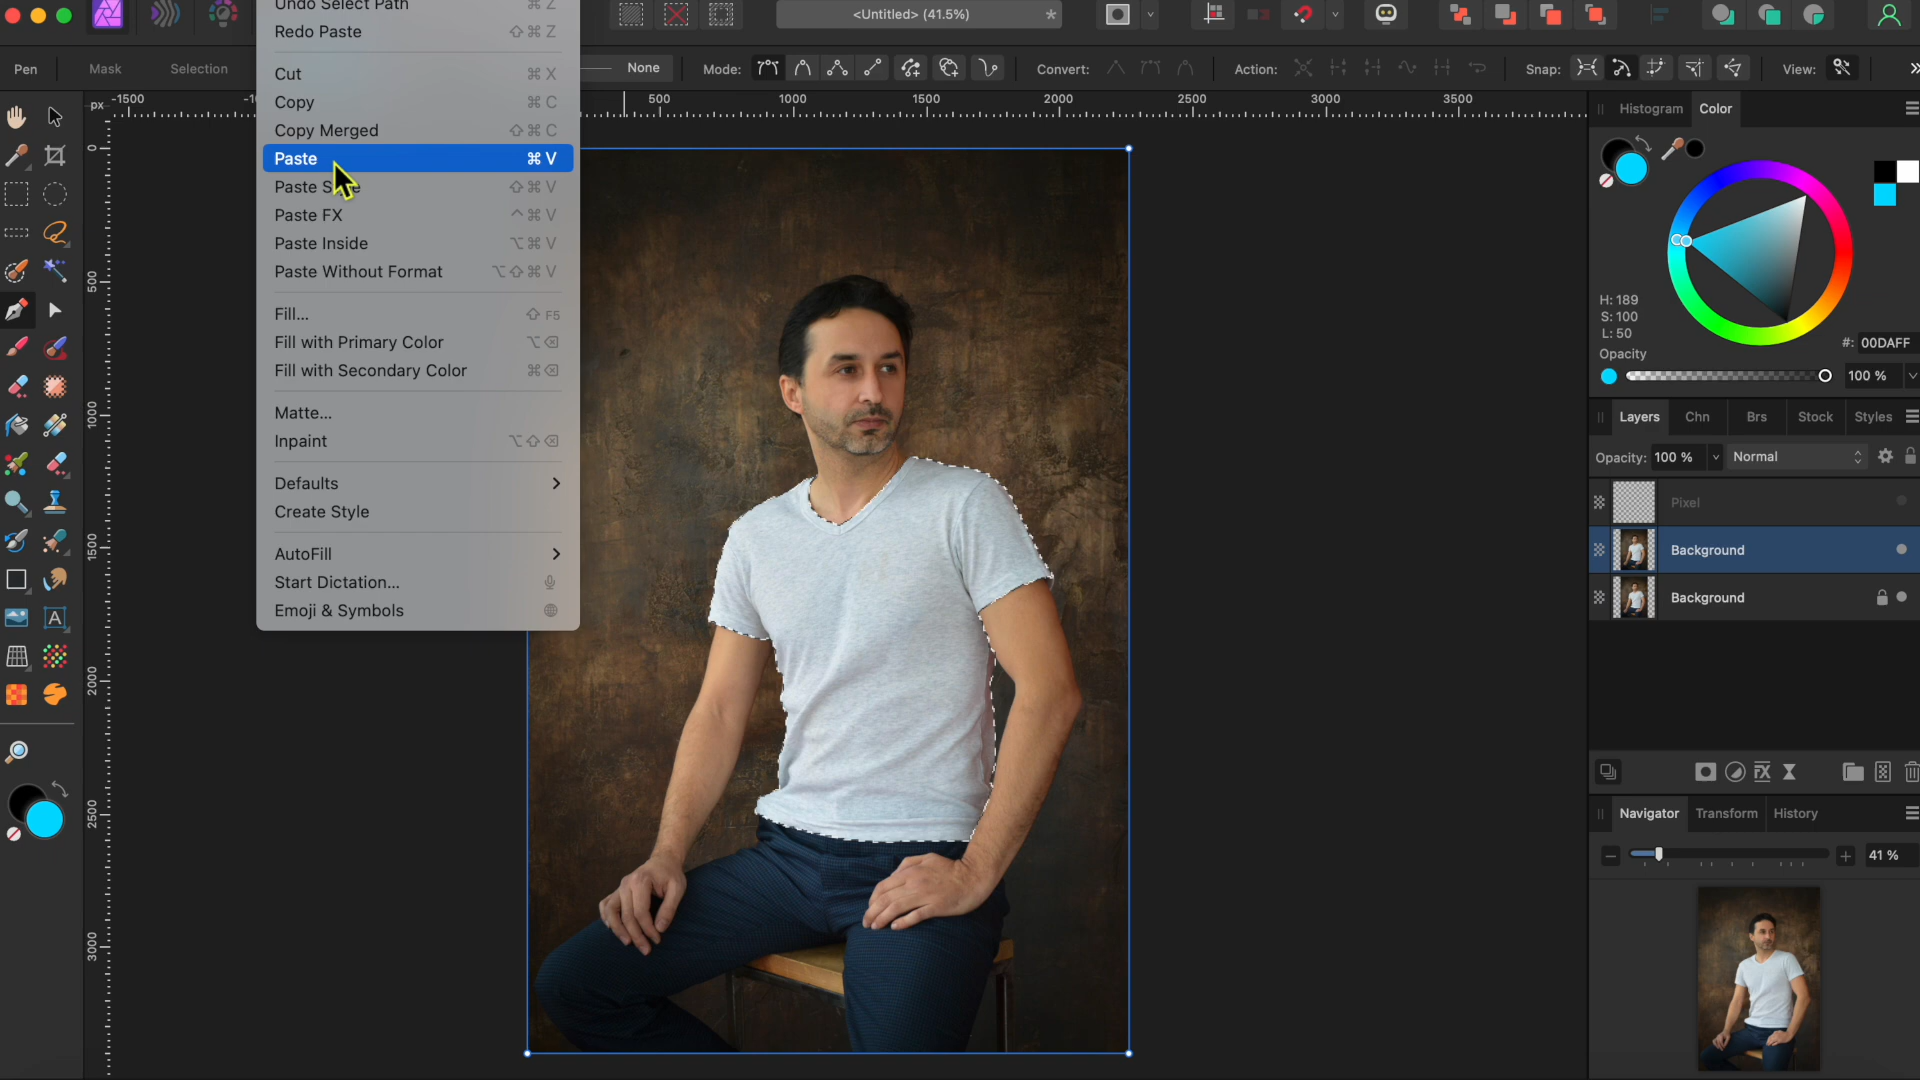 Undo Select Path ⌘ Z
<Untitled> (41.5%)
*
Redo Paste ⇧ ⌘ Z
Pen
Mask
Selection
None
Mode:
Convert:
Action:
Snap:
View:
Cut ⌘ X
Copy ⌘ C
Copy Merged ⇧ ⌘ C
Paste ⌘ V
Paste ⇧ ⌘ V
Paste FX ^ ⌘ V
Paste Inside ⌥ ⌘ V
Paste Without Format ⌥ ⇧ ⌘ V
Fill... ⇧ F5
Fill with Primary Color ⌥ ⌫
Fill with Secondary Color ⌘ ⌫
Matte...
Inpaint ⌥ ⇧ ⌫
Defaults
Create Style
AutoFill
Start Dictation...
Emoji & Symbols
px
-1500
500
1000
1500
2000
2500
3000
3500
0
500
1000
1500
2000
2500
3000
Histogram
Color
H: 189
S: 100
L: 50
#: 00DAFF
Opacity
100 %
Layers
Chn
Brs
Stock
Styles
Opacity: 100 %
Normal
Pixel
Background
Background
Navigator
Transform
History
41 %